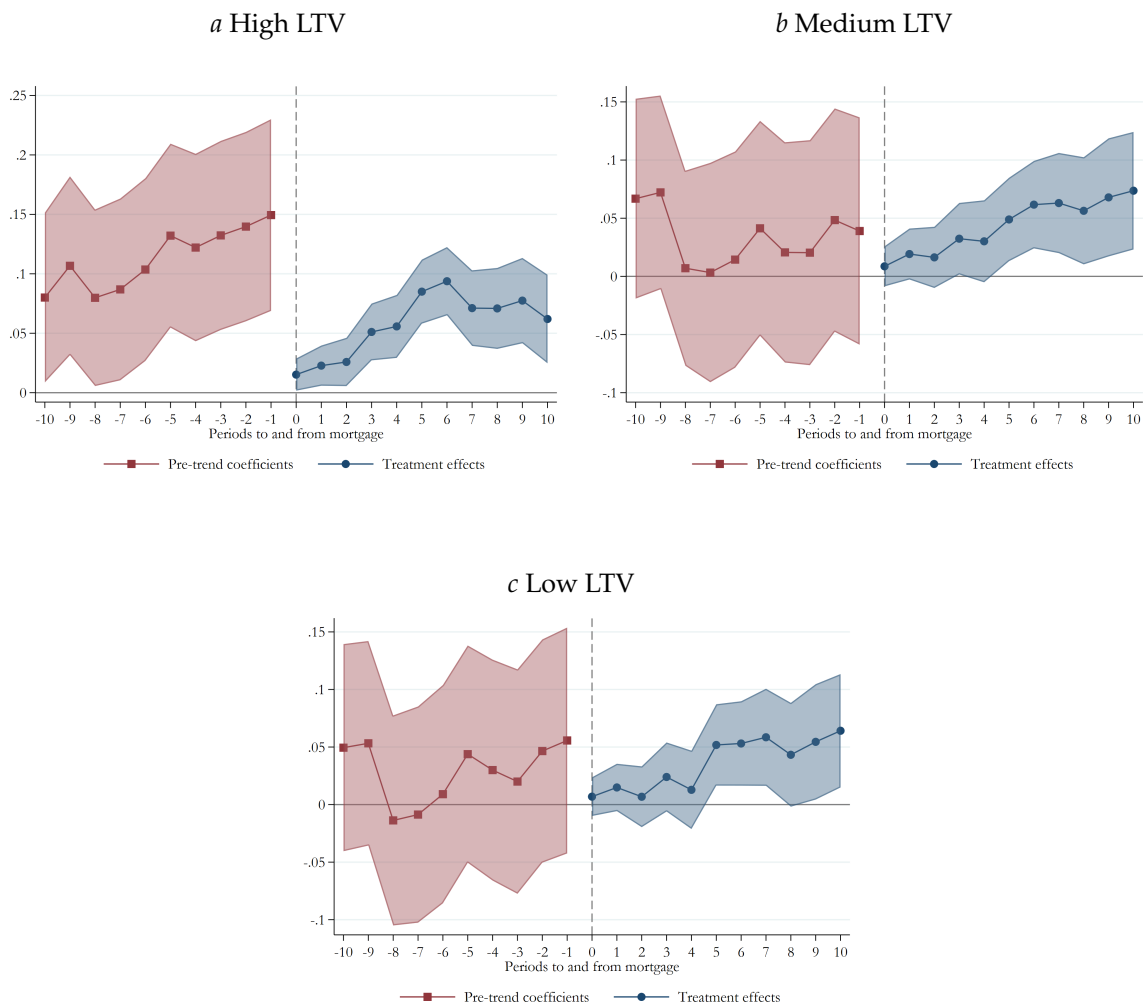 a High LTV
.25
.2
.15
.1
.05
0
-10 -9 -8 -7 -6 -5 -4 -3 -2 -1 0 1 2 3 4 5 6 7 8 9 10
Periods to and from mortgage
Pre-trend coefficients Treatment effects
b Medium LTV
.15
.1
.05
0
-.05
-.1
-10 -9 -8 -7 -6 -5 -4 -3 -2 -1 0 1 2 3 4 5 6 7 8 9 10
Periods to and from mortgage
Pre-trend coefficients Treatment effects
c Low LTV
.15
.1
.05
0
-.05
-.1
-10 -9 -8 -7 -6 -5 -4 -3 -2 -1 0 1 2 3 4 5 6 7 8 9 10
Periods to and from mortgage
Pre-trend coefficients Treatment effects